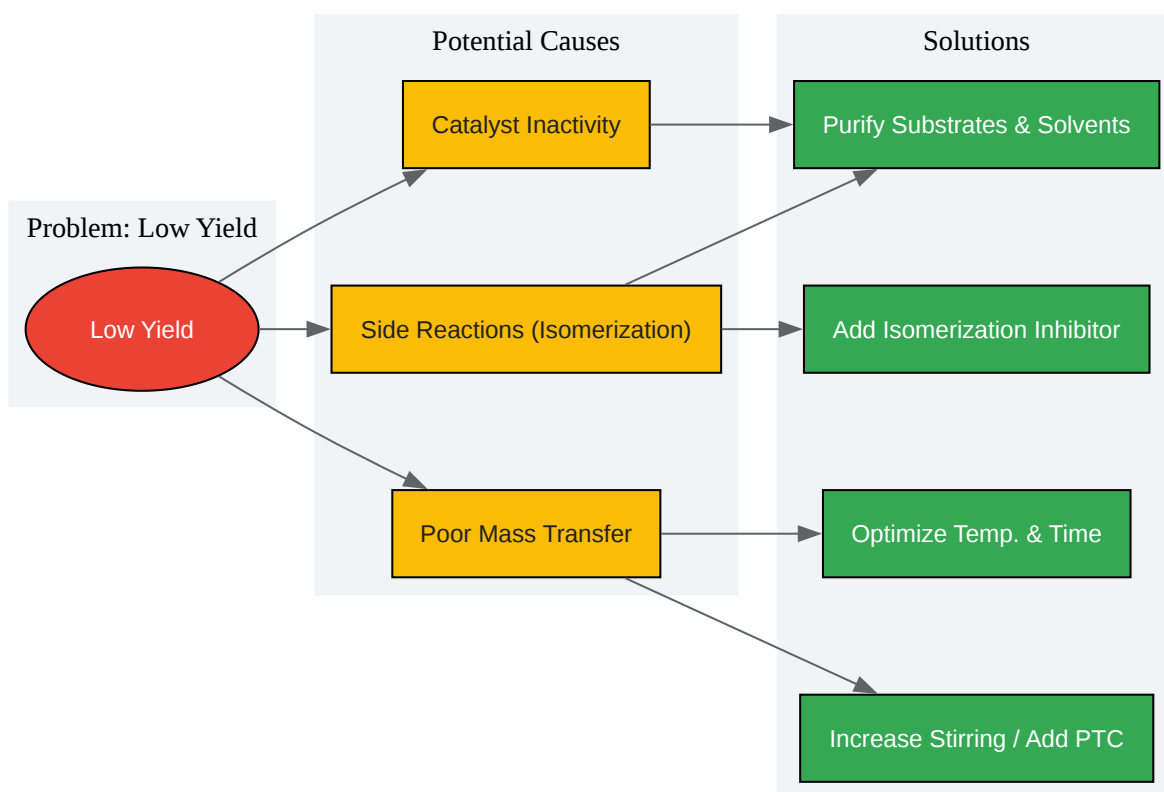 Potential Causes
Solutions
Catalyst Inactivity
Purify Substrates & Solvents
Problem: Low Yield
Low Yield
Side Reactions (Isomerization)
Add Isomerization Inhibitor
Poor Mass Transfer
Optimize Temp. & Time
Increase Stirring / Add PTC